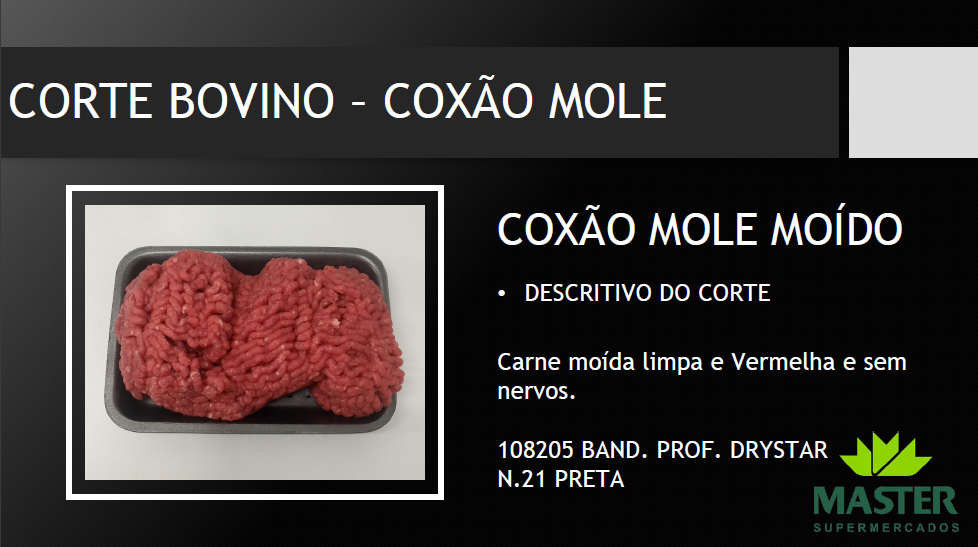 CORTE BOVINO – COXÃO MOLE
COXÃO MOLE MOÍDO
• DESCRITIVO DO CORTE
Carne moída limpa e Vermelha e sem
nervos.
108205 BAND. PROF. DRYSTAR
N.21 PRETA
MASTER
SUPERMERCADOS